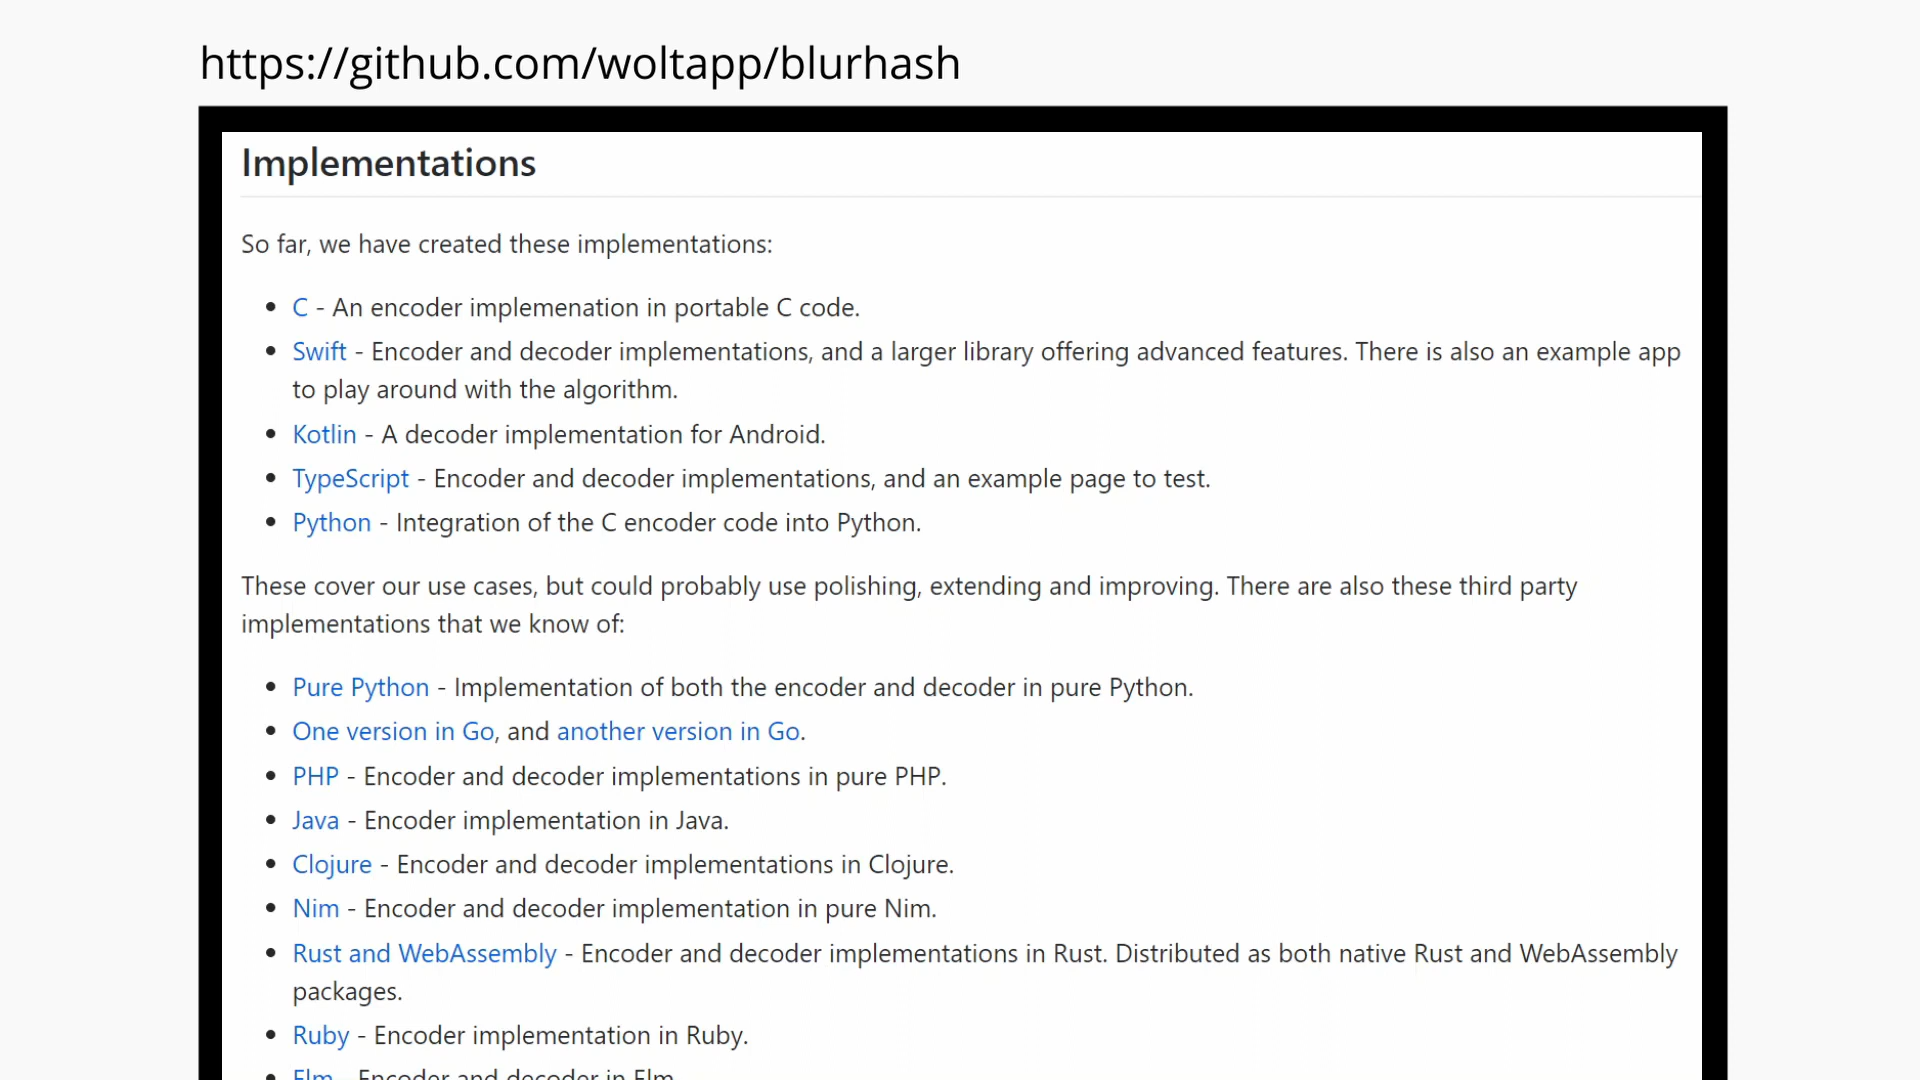 https://github.com/woltapp/blurhash
Implementations
So far, we have created these implementations:
• C - An encoder implemenation in portable C code.
• Swift - Encoder and decoder implementations, and a larger library offering advanced features. There is also an example app
to play around with the algorithm.
• Kotlin - A decoder implementation for Android.
• TypeScript - Encoder and decoder implementations, and an example page to test.
• Python - Integration of the C encoder code into Python.
These cover our use cases, but could probably use polishing, extending and improving. There are also these third party
implementations that we know of:
• Pure Python - Implementation of both the encoder and decoder in pure Python.
• One version in Go, and another version in Go.
• PHP - Encoder and decoder implementations in pure PHP.
• Java - Encoder implementation in Java.
• Clojure - Encoder and decoder implementations in Clojure.
• Nim - Encoder and decoder implementation in pure Nim.
• Rust and WebAssembly - Encoder and decoder implementations in Rust. Distributed as both native Rust and WebAssembly
packages.
• Ruby - Encoder implementation in Ruby.
• Elm - Encoder and decoder in Elm